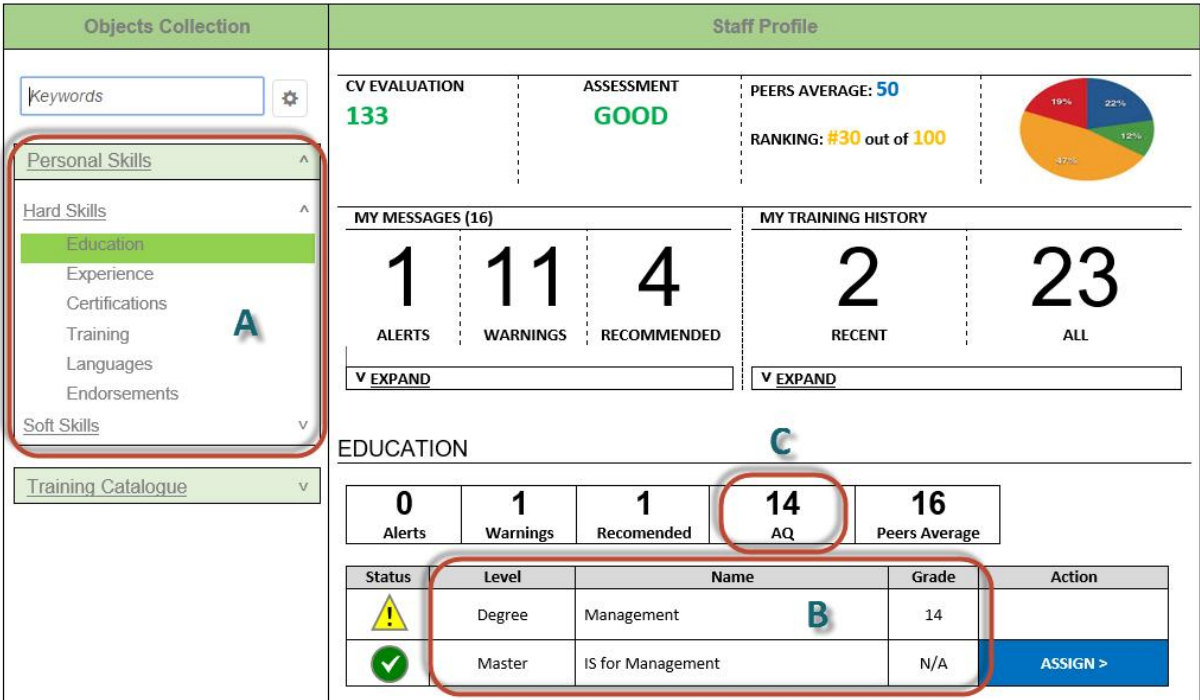 Objects Collection
Staff Profile
Keywords
Personal Skills ^
Hard Skills ^
Education
Experience
Certifications
Training
Languages
Endorsements
Soft Skills v
Training Catalogue v
A
CV EVALUATION
133
ASSESSMENT
GOOD
PEERS AVERAGE: 50
RANKING: #30 out of 100
19% 22%
12%
47%
MY MESSAGES (16)
1 11 4
ALERTS WARNINGS RECOMMENDED
V EXPAND
MY TRAINING HISTORY
2 23
RECENT ALL
V EXPAND
EDUCATION
C
0 1 1 14 16
Alerts Warnings Recomended AQ Peers Average
Status Level Name Grade Action
! Degree Management 14
Master IS for Management N/A ASSIGN >
B